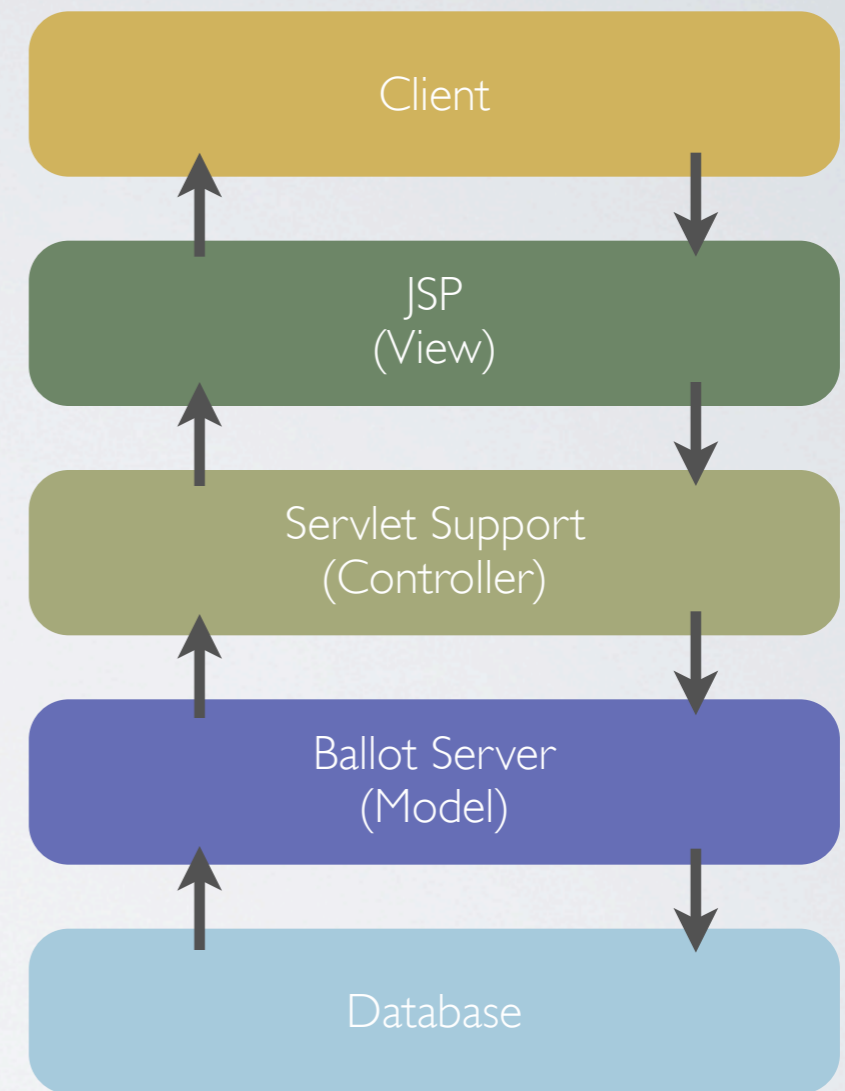 Client
JSP
(View)
Servlet Support
(Controller)
Ballot Server
(Model)
Database